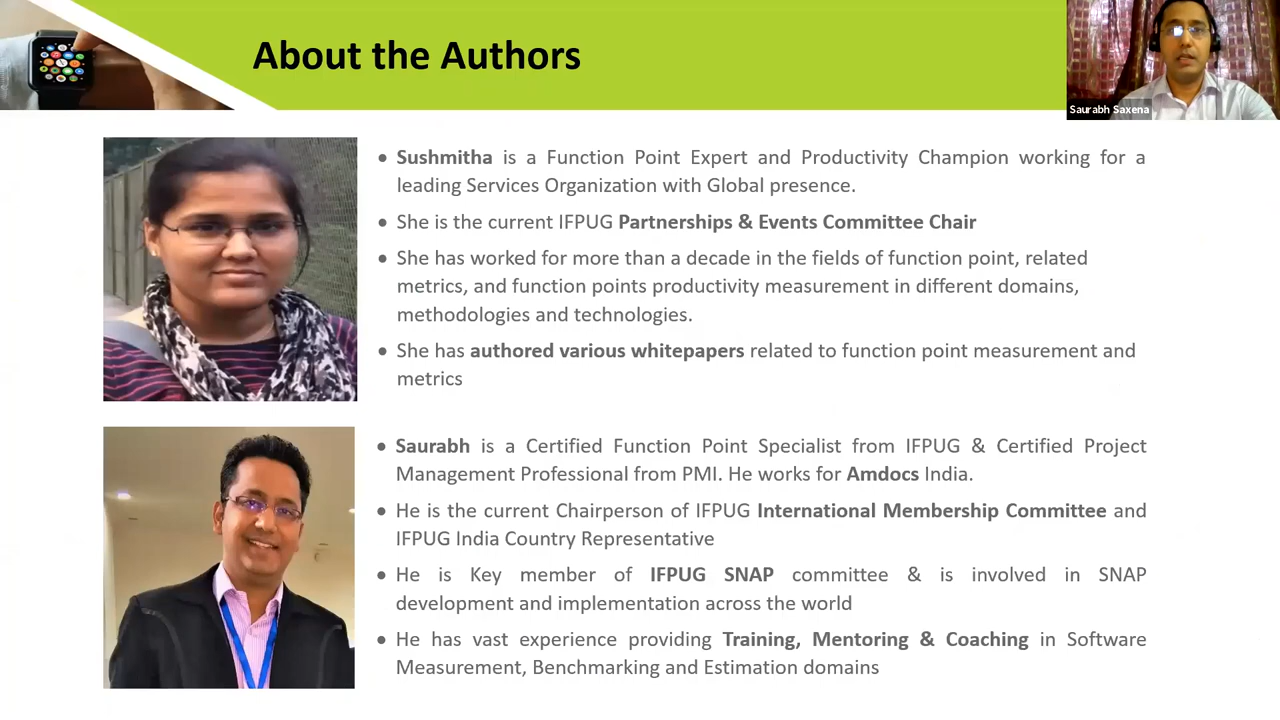 About the Authors
Saurabh Saxena
• Sushmitha is a Function Point Expert and Productivity Champion working for a
leading Services Organization with Global presence.
• She is the current IFPUG Partnerships & Events Committee Chair
• She has worked for more than a decade in the fields of function point, related
metrics, and function points productivity measurement in different domains,
methodologies and technologies.
• She has authored various whitepapers related to function point measurement and
metrics
• Saurabh is a Certified Function Point Specialist from IFPUG & Certified Project
Management Professional from PMI. He works for Amdocs India.
• He is the current Chairperson of IFPUG International Membership Committee and
IFPUG India Country Representative
• He is Key member of IFPUG SNAP committee & is involved in SNAP
development and implementation across the world
• He has vast experience providing Training, Mentoring & Coaching in Software
Measurement, Benchmarking and Estimation domains